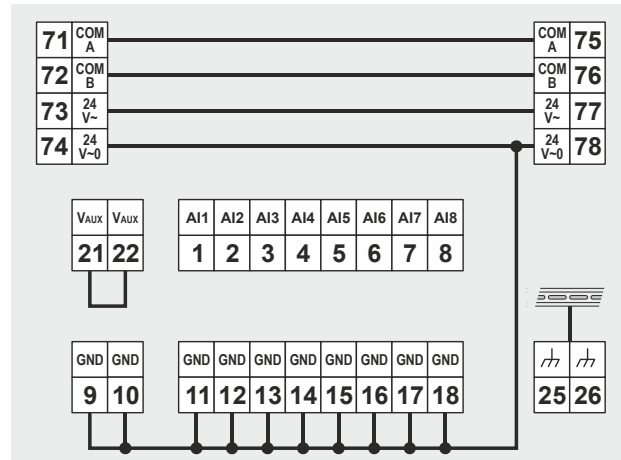 71 COM A COM A 75
72 COM B COM B 76
73 24 V~ 24 V~ 77
74 24 V~0 24 V~0 78
VAUX VAUX AI1 AI2 AI3 AI4 AI5 AI6 AI7 AI8
21 22 1 2 3 4 5 6 7 8
GND GND GND GND GND GND GND GND GND GND
9 10 11 12 13 14 15 16 17 18 25 26